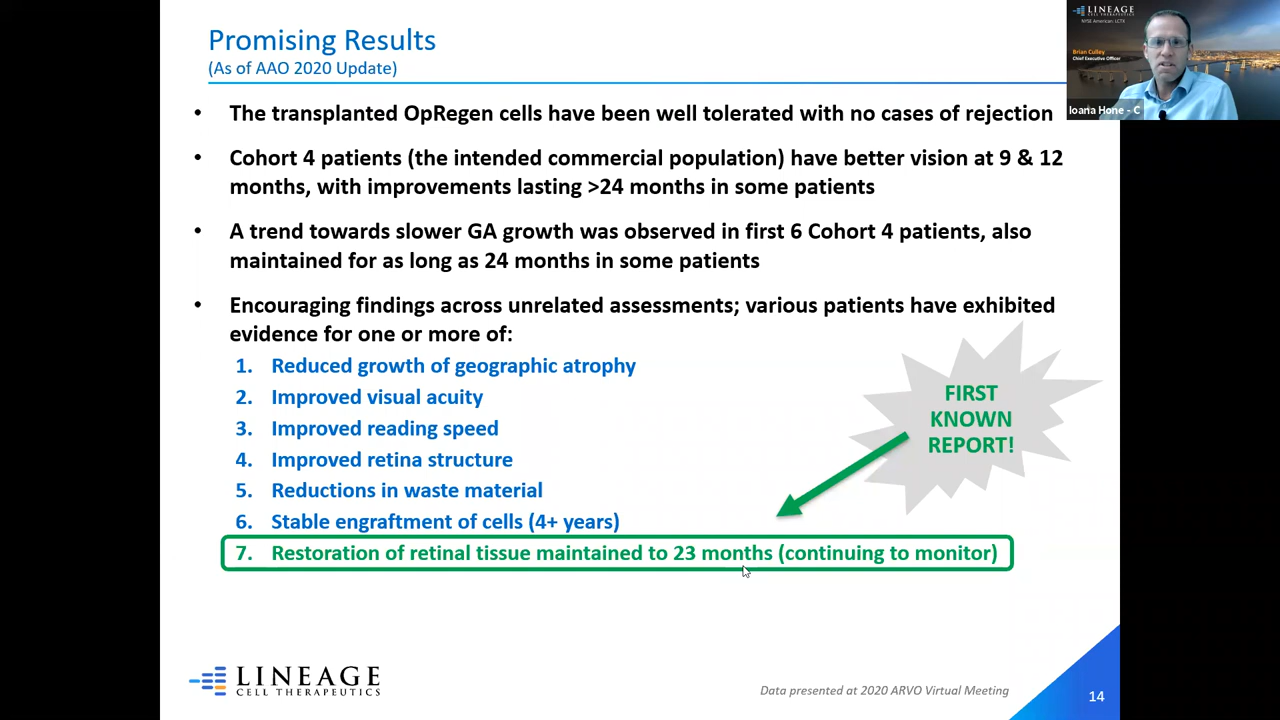 Promising Results
(As of AAO 2020 Update)
• The transplanted OpRegen cells have been well tolerated with no cases of rejection
• Cohort 4 patients (the intended commercial population) have better vision at 9 & 12
months, with improvements lasting >24 months in some patients
• A trend towards slower GA growth was observed in first 6 Cohort 4 patients, also
maintained for as long as 24 months in some patients
• Encouraging findings across unrelated assessments; various patients have exhibited
evidence for one or more of:
1. Reduced growth of geographic atrophy
2. Improved visual acuity
3. Improved reading speed
4. Improved retina structure
5. Reductions in waste material
6. Stable engraftment of cells (4+ years)
7. Restoration of retinal tissue maintained to 23 months (continuing to monitor)
FIRST
KNOWN
REPORT!
LINEAGE
CELL THERAPEUTICS
Data presented at 2020 ARVO Virtual Meeting
14
LINEAGE
CELL THERAPEUTICS
NYSE American: LCTX
Brian Culley
Chief Executive Officer
Ioana Hone - C